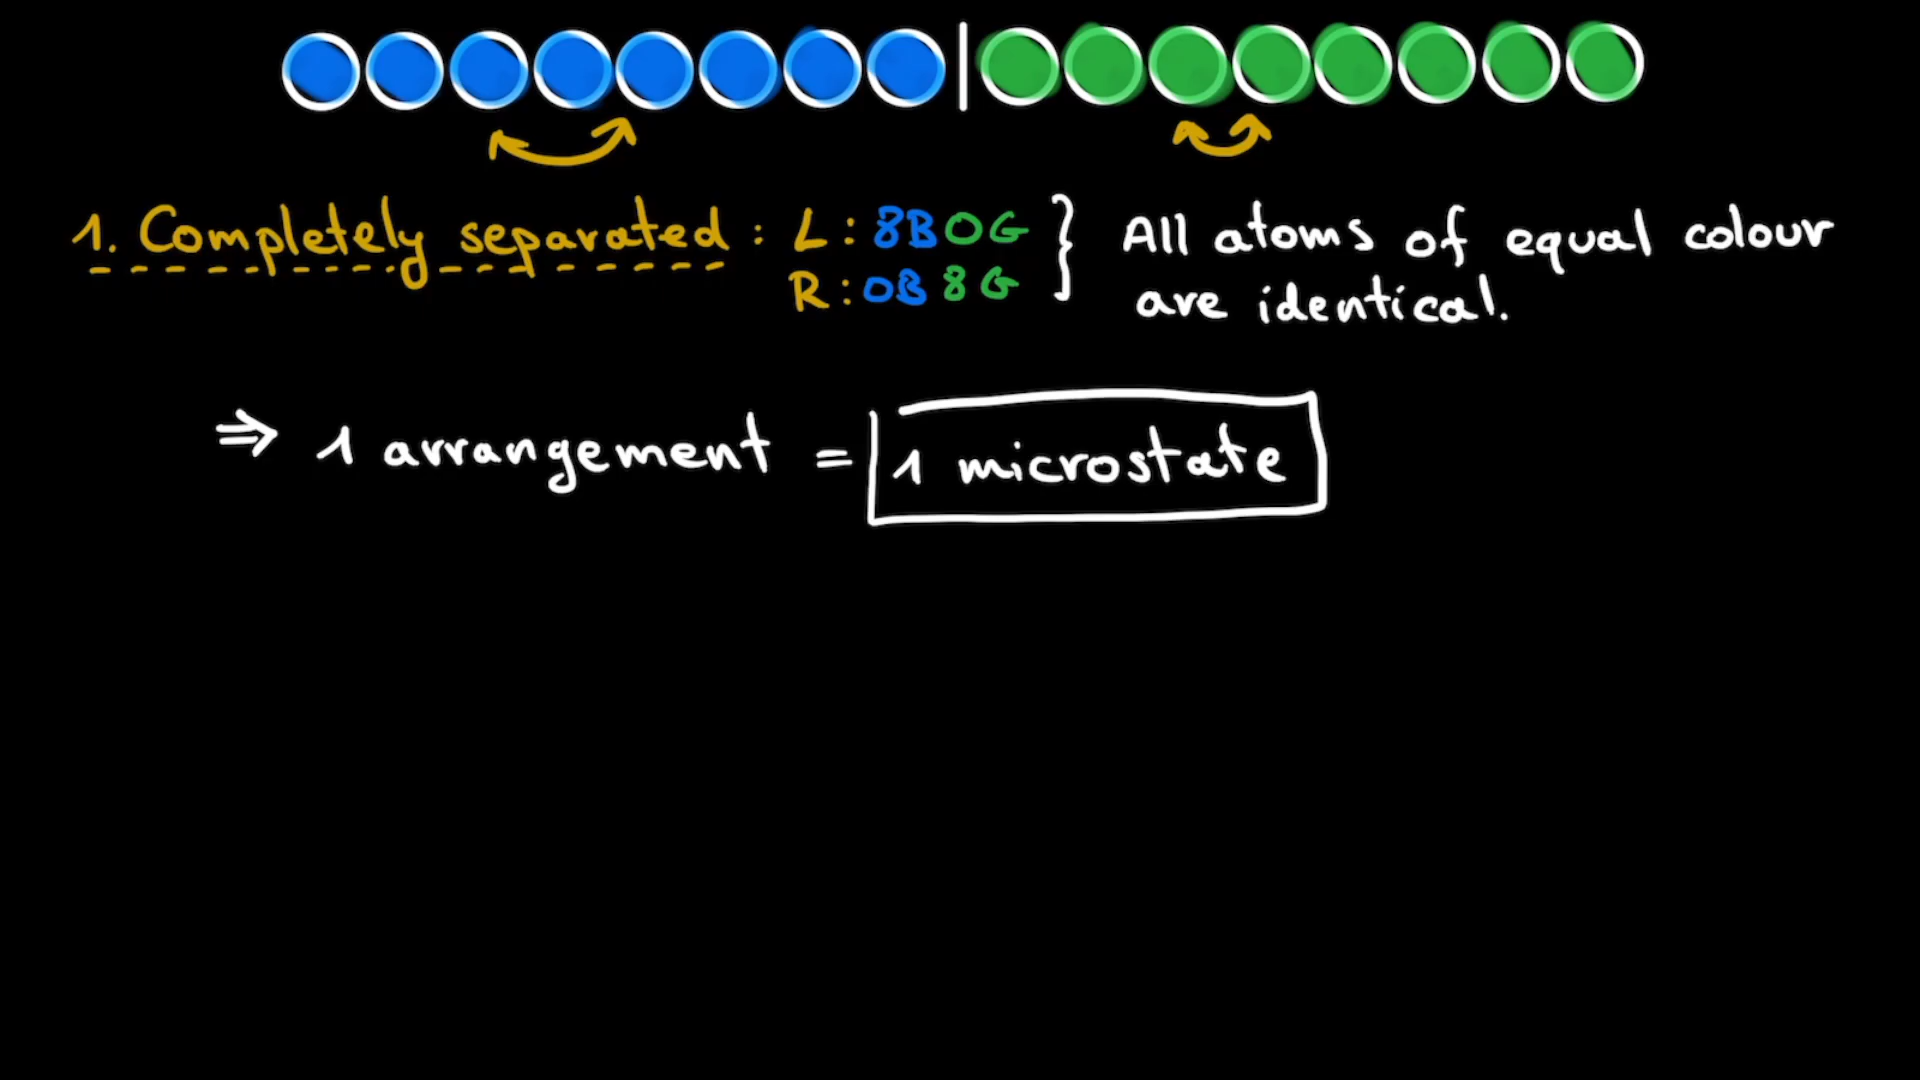 1. Completely separated : L : 8B 0G } All atoms of equal colour
R : 0B 8G are identical.
⇒ 1 arrangement = 1 microstate